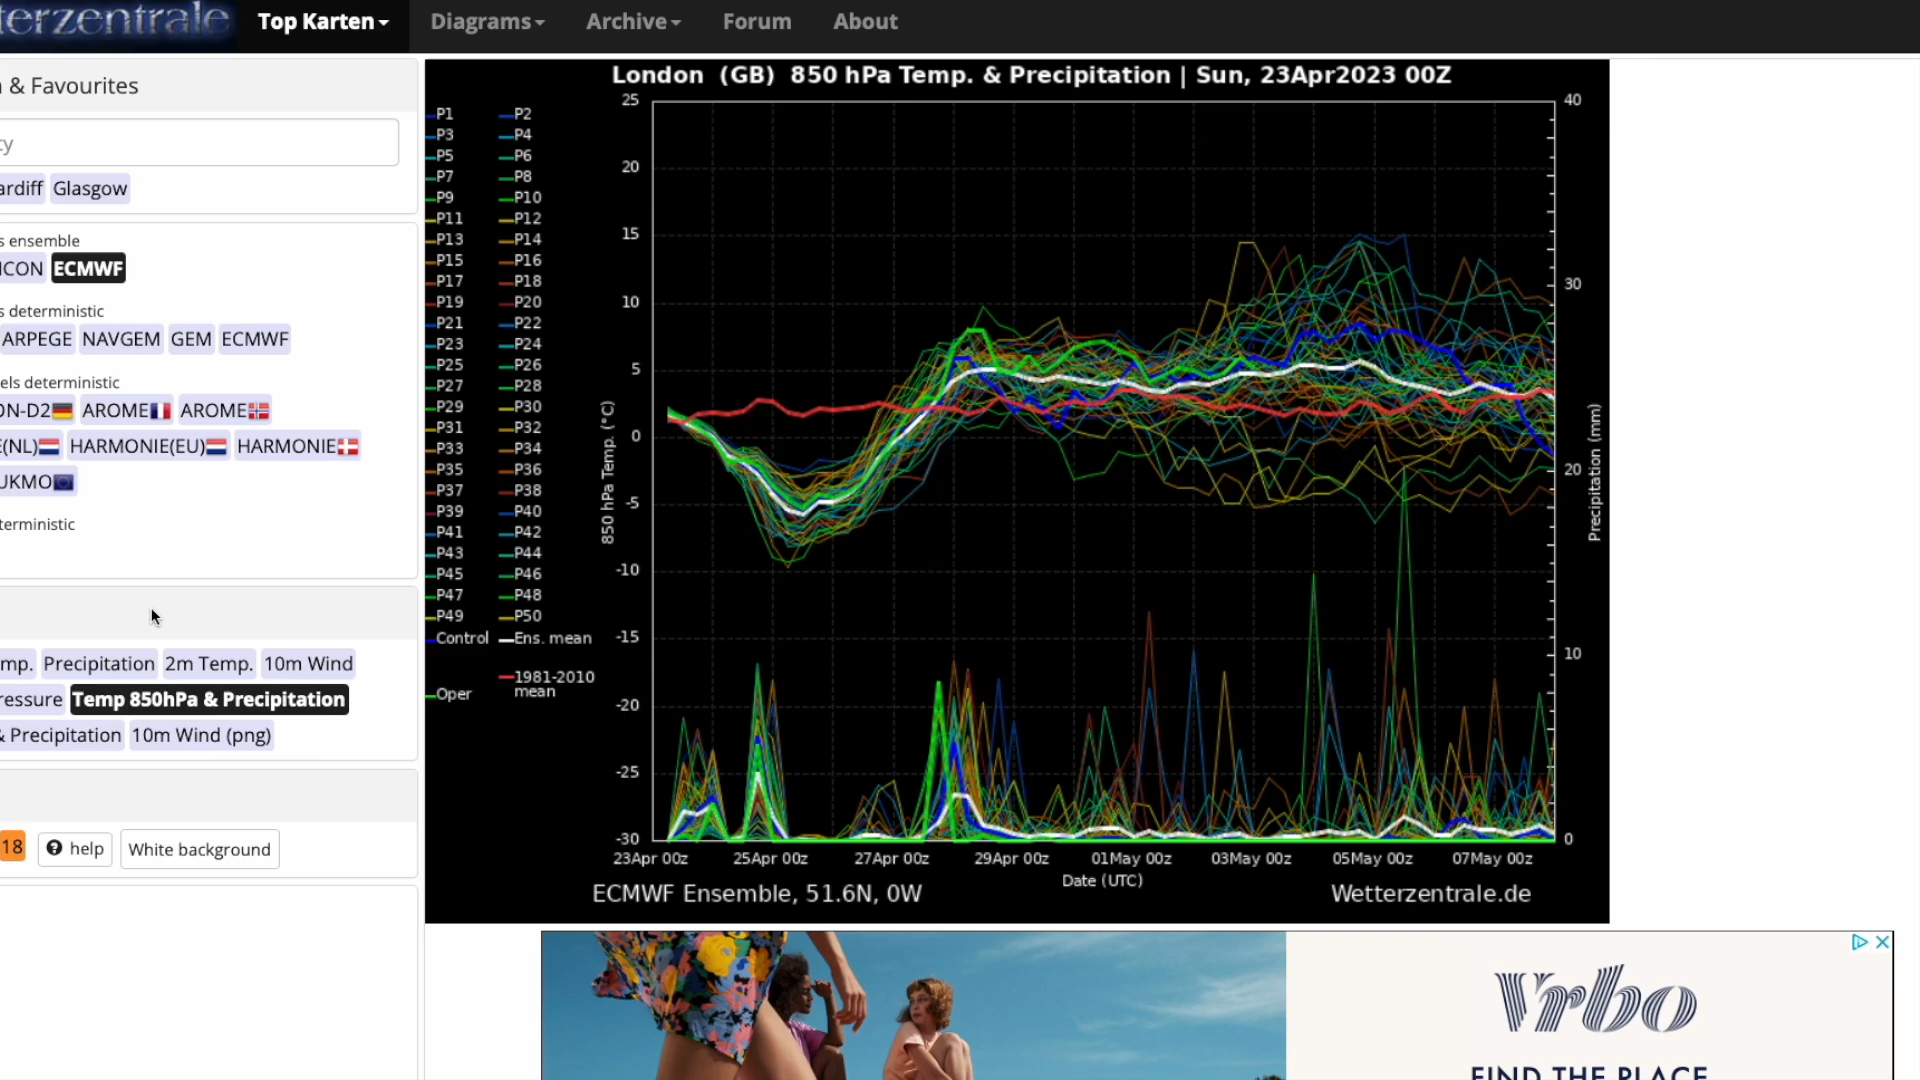 terzentrale Top Karten Diagrams Archive Forum About
& Favourites
ty
ardiff Glasgow
s ensemble
ICON ECMWF
s deterministic
ARPEGE NAVGEM GEM ECMWF
els deterministic
ON-D2 AROME AROME
E(NL) HARMONIE(EU) HARMONIE
UKMO
terministic
mp. Precipitation 2m Temp. 10m Wind
ressure Temp 850hPa & Precipitation
& Precipitation 10m Wind (png)
18 help White background
London (GB) 850 hPa Temp. & Precipitation | Sun, 23Apr2023 00Z
P1 P2
P3 P4
P5 P6
P7 P8
P9 P10
P11 P12
P13 P14
P15 P16
P17 P18
P19 P20
P21 P22
P23 P24
P25 P26
P27 P28
P29 P30
P31 P32
P33 P34
P35 P36
P37 P38
P39 P40
P41 P42
P43 P44
P45 P46
P47 P48
P49 P50
Control Ens. mean
Oper 1981-2010
mean
850 hPa Temp. (°C)
25
20
15
10
5
0
-5
-10
-15
-20
-25
-30
40
30
20
10
0
Precipitation (mm)
23Apr 00z 25Apr 00z 27Apr 00z 29Apr 00z 01May 00z 03May 00z 05May 00z 07May 00z
Date (UTC)
ECMWF Ensemble, 51.6N, 0W Wetterzentrale.de
Vrbo
FIND THE PLACE